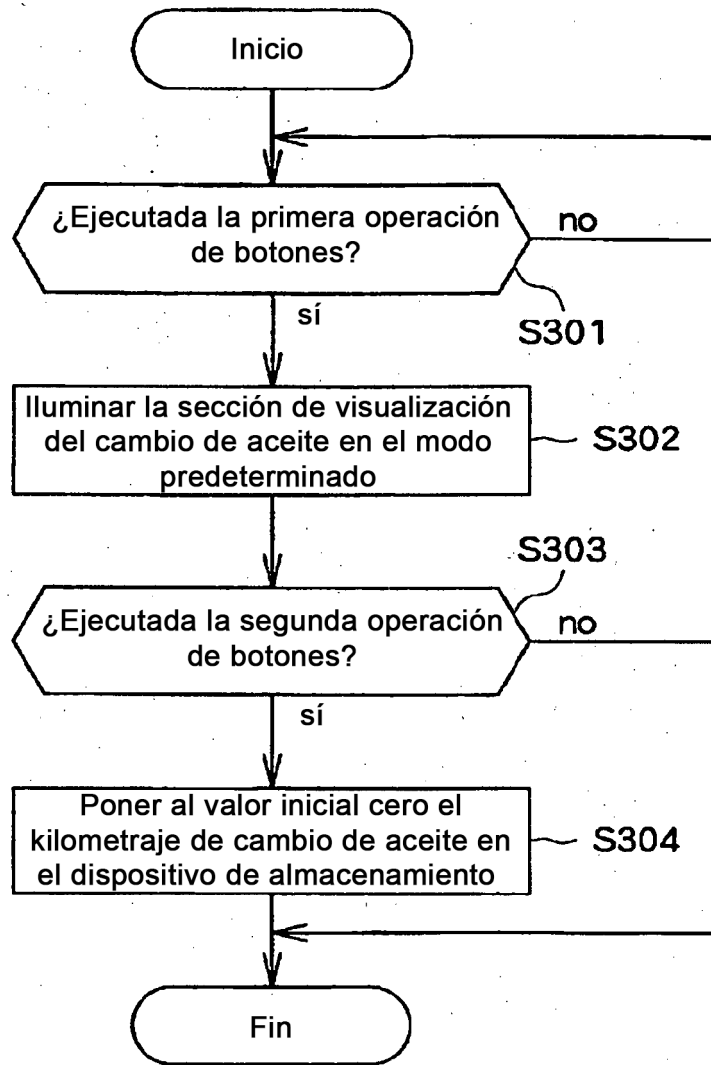 Inicio
¿Ejecutada la primera operación
de botones?
no
sí
S301
Iluminar la sección de visualización
del cambio de aceite en el modo
predeterminado
S302
S303
¿Ejecutada la segunda operación
de botones?
no
sí
Poner al valor inicial cero el
kilometraje de cambio de aceite en
el dispositivo de almacenamiento
S304
Fin